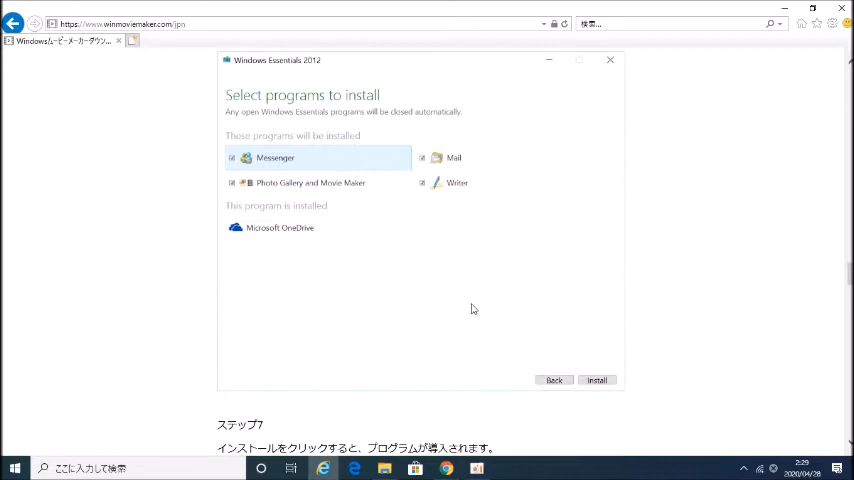 https://www.winmoviemaker.com/jpn
検索...
Windowsムービーメーカーダウン...
Windows Essentials 2012
Select programs to install
Any open Windows Essentials programs will be closed automatically.
These programs will be installed
Messenger
Mail
Photo Gallery and Movie Maker
Writer
This program is installed
Microsoft OneDrive
Back
Install
ステップ7
インストールをクリックすると、プログラムが導入されます。
ここに入力して検索
2:29
2020/04/28